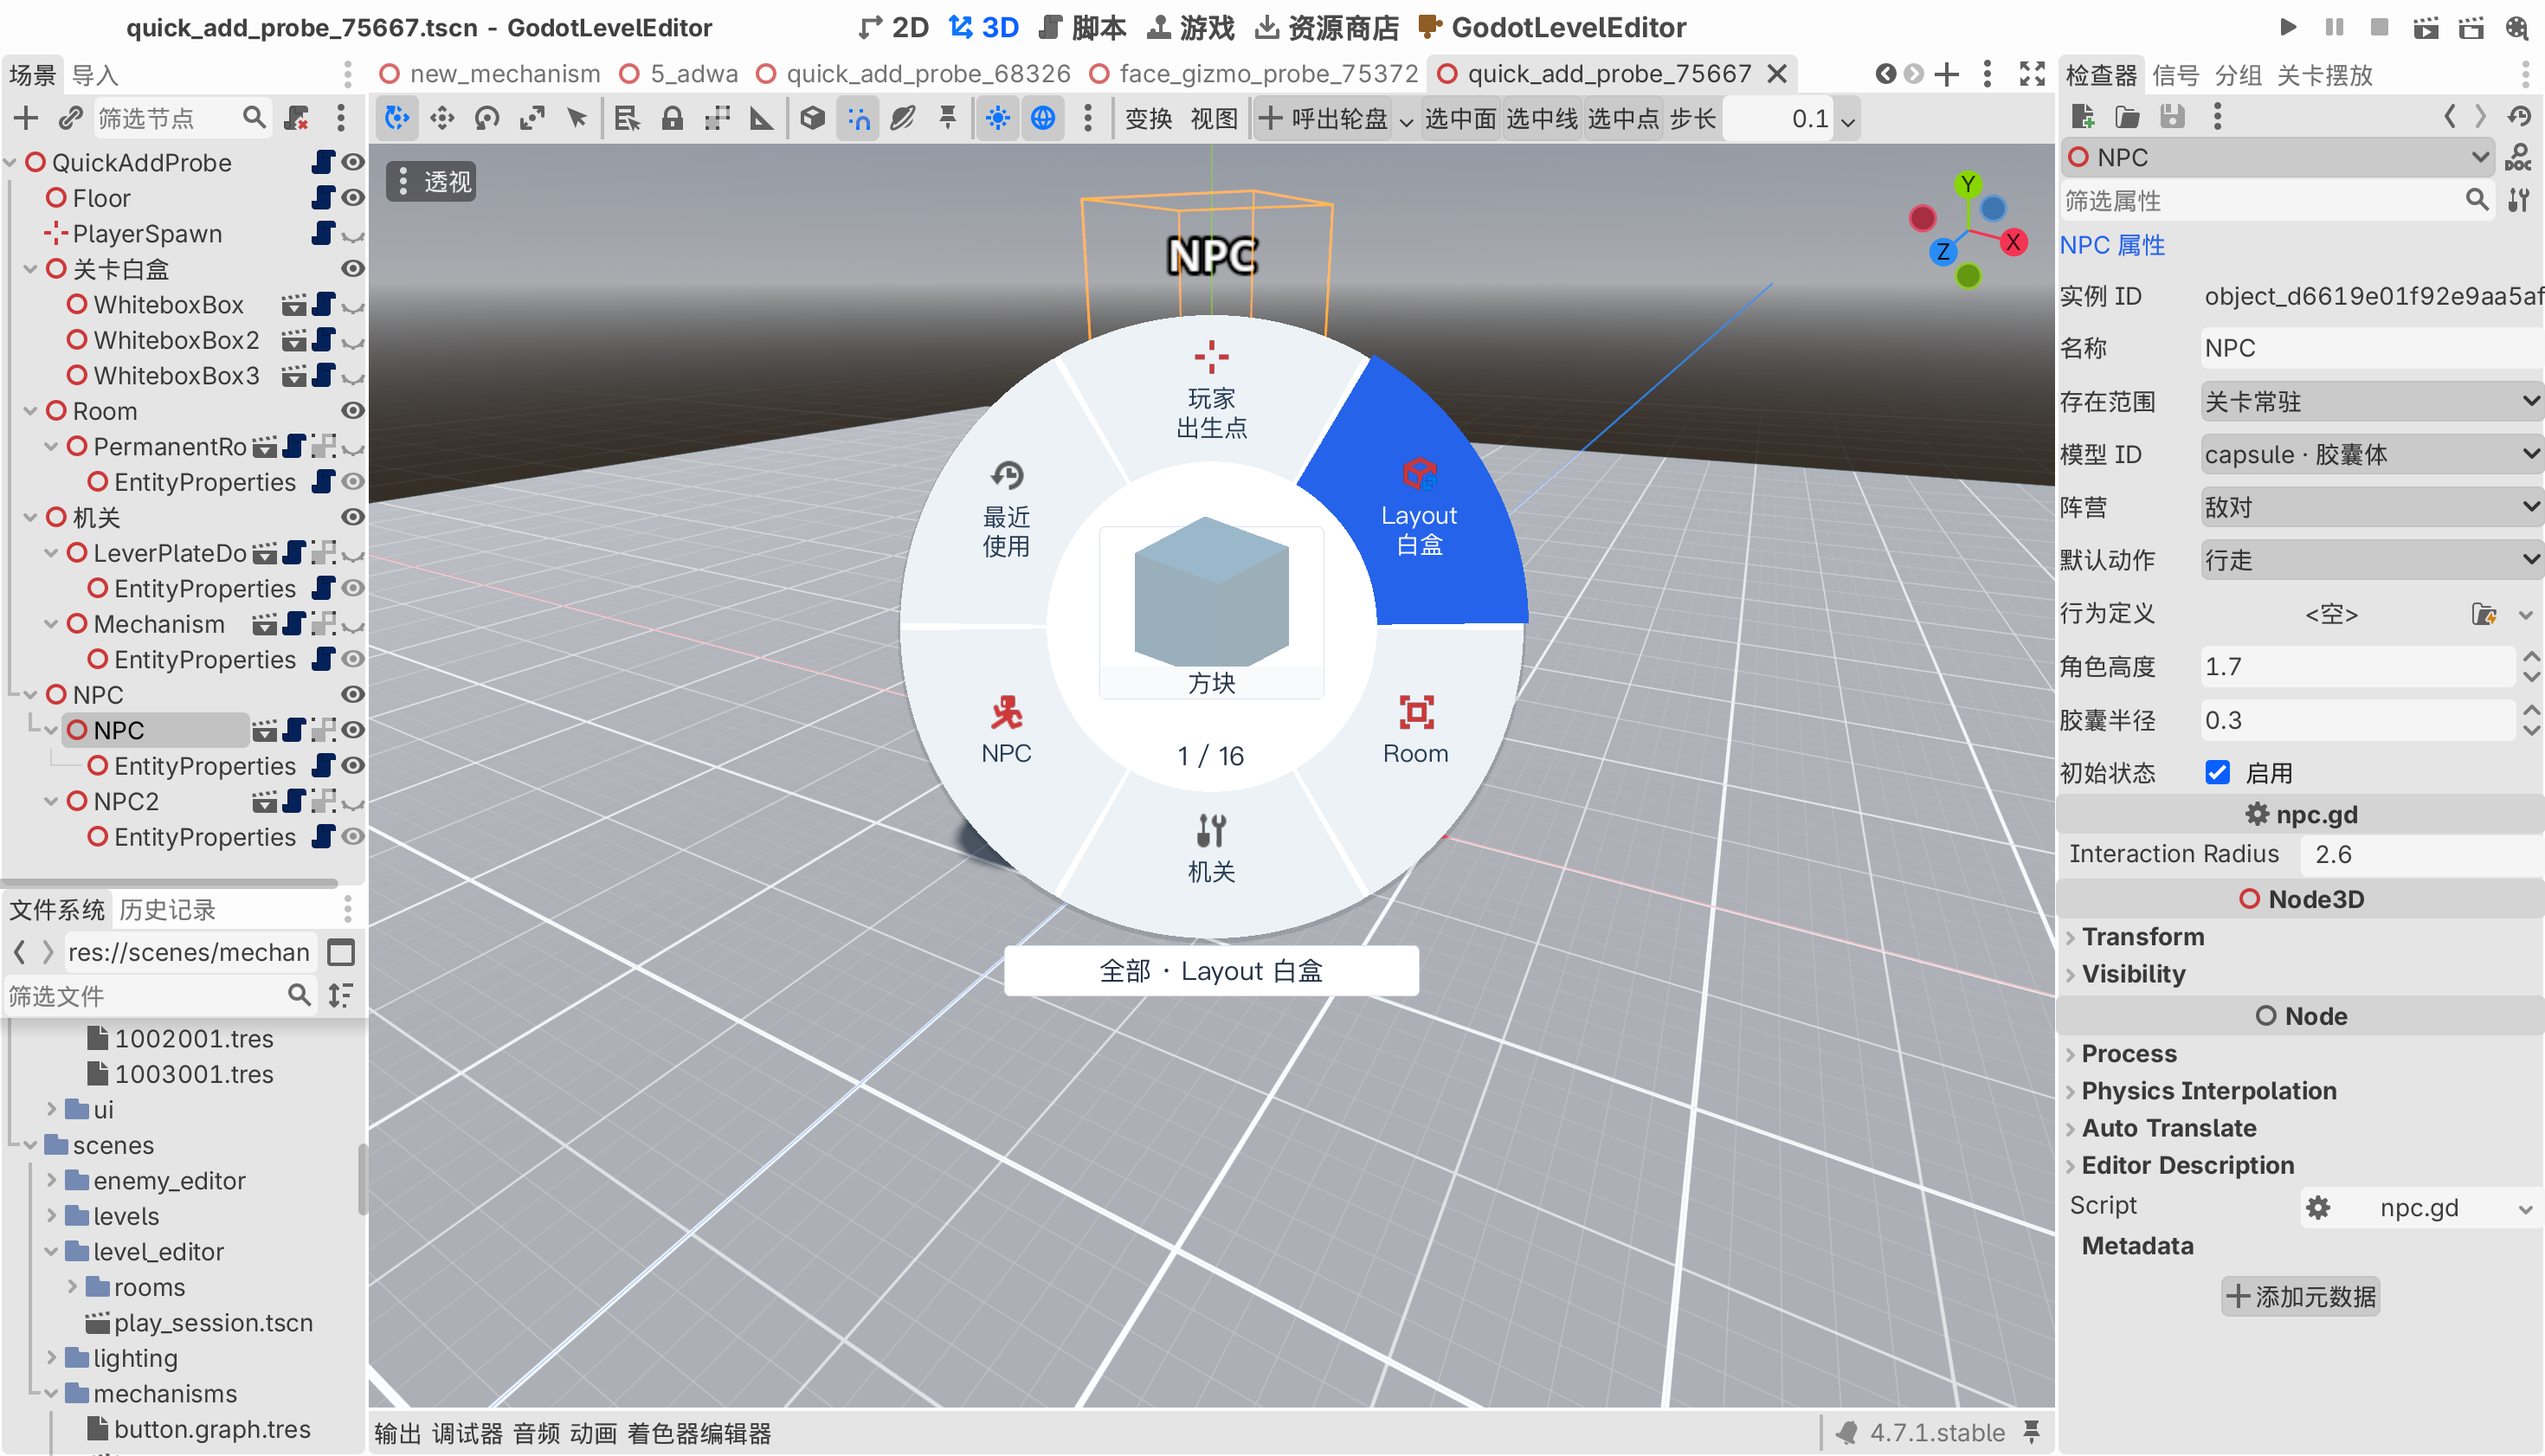 quick_add_probe_75667.tscn - GodotLevelEditor
2D 3D 脚本 游戏 资源商店 GodotLevelEditor
场景 导入
筛选节点
QuickAddProbe
Floor
PlayerSpawn
关卡白盒
WhiteboxBox
WhiteboxBox2
WhiteboxBox3
Room
PermanentRo
EntityProperties
机关
LeverPlateDo
EntityProperties
Mechanism
EntityProperties
NPC
NPC
EntityProperties
NPC2
EntityProperties
文件系统 历史记录
res://scenes/mechan
筛选文件
1002001.tres
1003001.tres
ui
scenes
enemy_editor
levels
level_editor
rooms
play_session.tscn
lighting
mechanisms
button.graph.tres
new_mechanism 5_adwa quick_add_probe_68326 face_gizmo_probe_75372 quick_add_probe_75667
变换 视图 呼出轮盘 选中面 选中线 选中点 步长 0.1
透视
NPC
Y
X
Z
玩家
出生点
Layout
白盒
Room
机关
NPC
最近
使用
方块
1 / 16
全部 · Layout 白盒
输出 调试器 音频 动画 着色器编辑器
4.7.1.stable
检查器 信号 分组 关卡摆放
NPC
DOC
筛选属性
NPC 属性
实例 ID object_d6619e01f92e9aa5af
名称 NPC
存在范围 关卡常驻
模型 ID capsule · 胶囊体
阵营 敌对
默认动作 行走
行为定义 <空>
角色高度 1.7
胶囊半径 0.3
初始状态 启用
npc.gd
Interaction Radius 2.6
Node3D
Transform
Visibility
Node
Process
Physics Interpolation
Auto Translate
Editor Description
Script npc.gd
Metadata
添加元数据